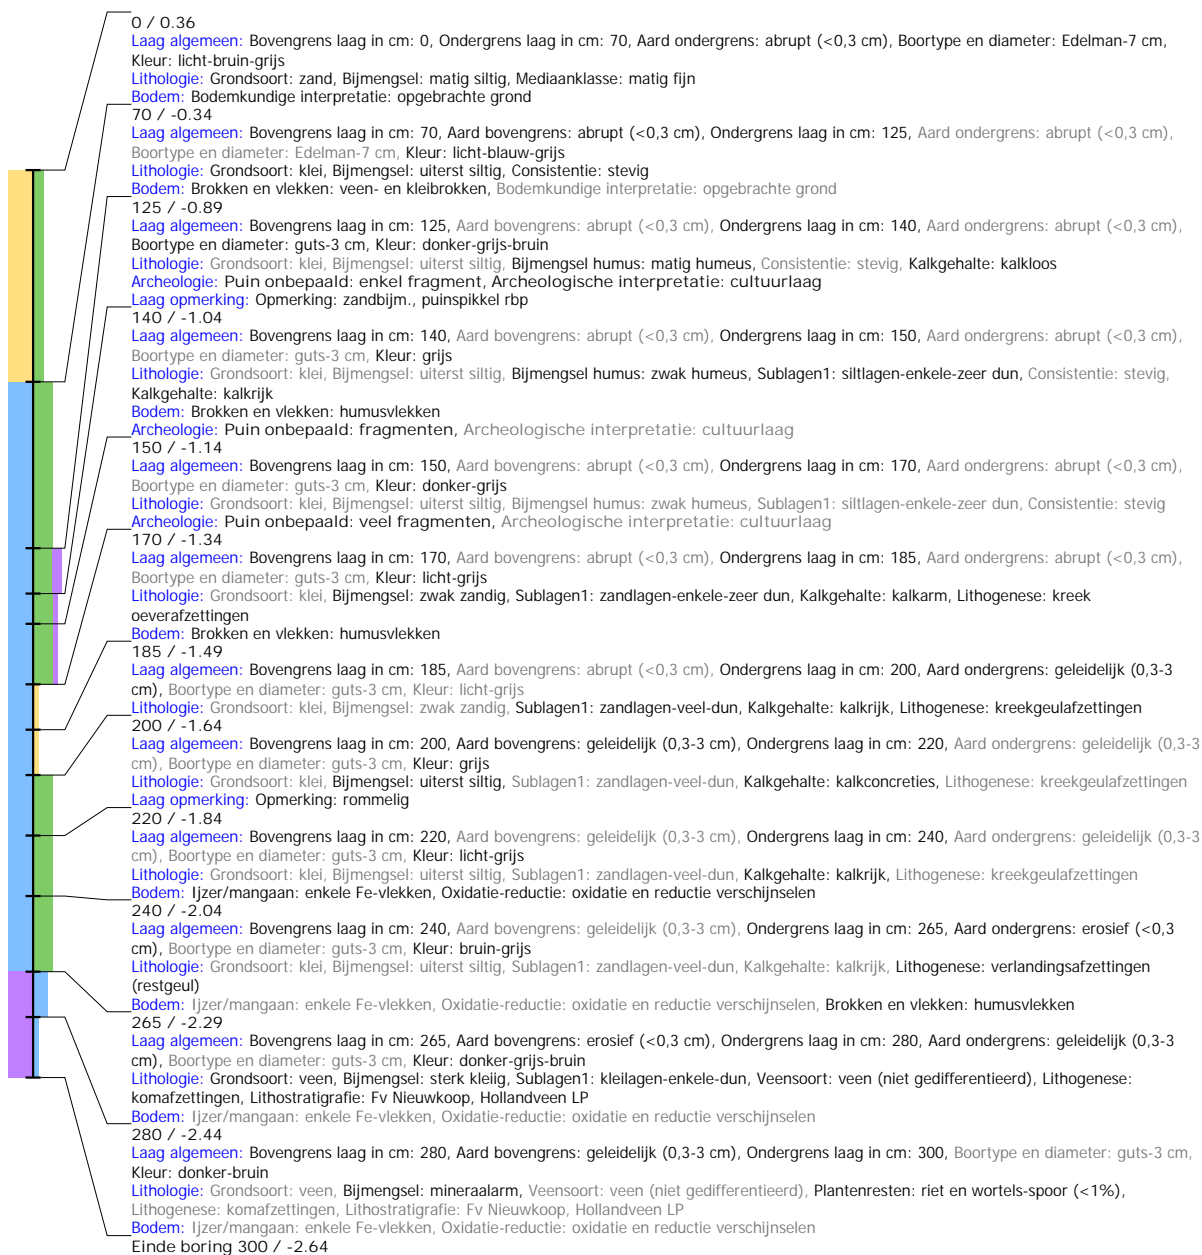 0 / 0.36
Laag algemeen: Bovengrens laag in cm: 0, Ondergrens laag in cm: 70, Aard ondergrens: abrupt (<0,3 cm), Boortype en diameter: Edelman-7 cm,
Kleur: licht-bruin-grijs
Lithologie: Grondsoort: zand, Bijmengsel: matig siltig, Mediaanklasse: matig fijn
Bodem: Bodemkundige interpretatie: opgebrachte grond
70 / -0.34
Laag algemeen: Bovengrens laag in cm: 70, Aard bovengrens: abrupt (<0,3 cm), Ondergrens laag in cm: 125, Aard ondergrens: abrupt (<0,3 cm),
Boortype en diameter: Edelman-7 cm, Kleur: licht-blauw-grijs
Lithologie: Grondsoort: klei, Bijmengsel: uiterst siltig, Consistentie: stevig
Bodem: Brokken en vlekken: veen- en kleibrokken, Bodemkundige interpretatie: opgebrachte grond
125 / -0.89
Laag algemeen: Bovengrens laag in cm: 125, Aard bovengrens: abrupt (<0,3 cm), Ondergrens laag in cm: 140, Aard ondergrens: abrupt (<0,3 cm),
Boortype en diameter: guts-3 cm, Kleur: donker-grijs-bruin
Lithologie: Grondsoort: klei, Bijmengsel: uiterst siltig, Bijmengsel humus: matig humeus, Consistentie: stevig, Kalkgehalte: kalkloos
Archeologie: Puin onbepaald: enkel fragment, Archeologische interpretatie: cultuurlaag
Laag opmerking: Opmerking: zandbijm., puinspikkel rbp
140 / -1.04
Laag algemeen: Bovengrens laag in cm: 140, Aard bovengrens: abrupt (<0,3 cm), Ondergrens laag in cm: 150, Aard ondergrens: abrupt (<0,3 cm),
Boortype en diameter: guts-3 cm, Kleur: grijs
Lithologie: Grondsoort: klei, Bijmengsel: uiterst siltig, Bijmengsel humus: zwak humeus, Sublagen1: siltlagen-enkele-zeer dun, Consistentie: stevig,
Kalkgehalte: kalkrijk
Bodem: Brokken en vlekken: humusvlekken
Archeologie: Puin onbepaald: fragmenten, Archeologische interpretatie: cultuurlaag
150 / -1.14
Laag algemeen: Bovengrens laag in cm: 150, Aard bovengrens: abrupt (<0,3 cm), Ondergrens laag in cm: 170, Aard ondergrens: abrupt (<0,3 cm),
Boortype en diameter: guts-3 cm, Kleur: donker-grijs
Lithologie: Grondsoort: klei, Bijmengsel: uiterst siltig, Bijmengsel humus: zwak humeus, Sublagen1: siltlagen-enkele-zeer dun, Consistentie: stevig
Archeologie: Puin onbepaald: veel fragmenten, Archeologische interpretatie: cultuurlaag
170 / -1.34
Laag algemeen: Bovengrens laag in cm: 170, Aard bovengrens: abrupt (<0,3 cm), Ondergrens laag in cm: 185, Aard ondergrens: abrupt (<0,3 cm),
Boortype en diameter: guts-3 cm, Kleur: licht-grijs
Lithologie: Grondsoort: klei, Bijmengsel: zwak zandig, Sublagen1: zandlagen-enkele-zeer dun, Kalkgehalte: kalkarm, Lithogenese: kreek
oeverafzettingen
Bodem: Brokken en vlekken: humusvlekken
185 / -1.49
Laag algemeen: Bovengrens laag in cm: 185, Aard bovengrens: abrupt (<0,3 cm), Ondergrens laag in cm: 200, Aard ondergrens: geleidelijk (0,3-3
cm), Boortype en diameter: guts-3 cm, Kleur: licht-grijs
Lithologie: Grondsoort: klei, Bijmengsel: zwak zandig, Sublagen1: zandlagen-veel-dun, Kalkgehalte: kalkrijk, Lithogenese: kreekgeulafzettingen
200 / -1.64
Laag algemeen: Bovengrens laag in cm: 200, Aard bovengrens: geleidelijk (0,3-3 cm), Ondergrens laag in cm: 220, Aard ondergrens: geleidelijk (0,3-3
cm), Boortype en diameter: guts-3 cm, Kleur: grijs
Lithologie: Grondsoort: klei, Bijmengsel: uiterst siltig, Sublagen1: zandlagen-veel-dun, Kalkgehalte: kalkconcreties, Lithogenese: kreekgeulafzettingen
Laag opmerking: Opmerking: rommelig
220 / -1.84
Laag algemeen: Bovengrens laag in cm: 220, Aard bovengrens: geleidelijk (0,3-3 cm), Ondergrens laag in cm: 240, Aard ondergrens: geleidelijk (0,3-3
cm), Boortype en diameter: guts-3 cm, Kleur: licht-grijs
Lithologie: Grondsoort: klei, Bijmengsel: uiterst siltig, Sublagen1: zandlagen-veel-dun, Kalkgehalte: kalkrijk, Lithogenese: kreekgeulafzettingen
Bodem: Ijzer/mangaan: enkele Fe-vlekken, Oxidatie-reductie: oxidatie en reductie verschijnselen
240 / -2.04
Laag algemeen: Bovengrens laag in cm: 240, Aard bovengrens: geleidelijk (0,3-3 cm), Ondergrens laag in cm: 265, Aard ondergrens: erosief (<0,3
cm), Boortype en diameter: guts-3 cm, Kleur: bruin-grijs
Lithologie: Grondsoort: klei, Bijmengsel: uiterst siltig, Sublagen1: zandlagen-veel-dun, Kalkgehalte: kalkrijk, Lithogenese: verlandingsafzettingen
(restgeul)
Bodem: Ijzer/mangaan: enkele Fe-vlekken, Oxidatie-reductie: oxidatie en reductie verschijnselen, Brokken en vlekken: humusvlekken
265 / -2.29
Laag algemeen: Bovengrens laag in cm: 265, Aard bovengrens: erosief (<0,3 cm), Ondergrens laag in cm: 280, Aard ondergrens: geleidelijk (0,3-3
cm), Boortype en diameter: guts-3 cm, Kleur: donker-grijs-bruin
Lithologie: Grondsoort: veen, Bijmengsel: sterk kleiig, Sublagen1: kleilagen-enkele-dun, Veensoort: veen (niet gedifferentieerd), Lithogenese:
komafzettingen, Lithostratigrafie: Fv Nieuwkoop, Hollandveen LP
Bodem: Ijzer/mangaan: enkele Fe-vlekken, Oxidatie-reductie: oxidatie en reductie verschijnselen
280 / -2.44
Laag algemeen: Bovengrens laag in cm: 280, Aard bovengrens: geleidelijk (0,3-3 cm), Ondergrens laag in cm: 300, Boortype en diameter: guts-3 cm,
Kleur: donker-bruin
Lithologie: Grondsoort: veen, Bijmengsel: mineraalarm, Veensoort: veen (niet gedifferentieerd), Plantenresten: riet en wortels-spoor (<1%),
Lithogenese: komafzettingen, Lithostratigrafie: Fv Nieuwkoop, Hollandveen LP
Bodem: Ijzer/mangaan: enkele Fe-vlekken, Oxidatie-reductie: oxidatie en reductie verschijnselen
Einde boring 300 / -2.64